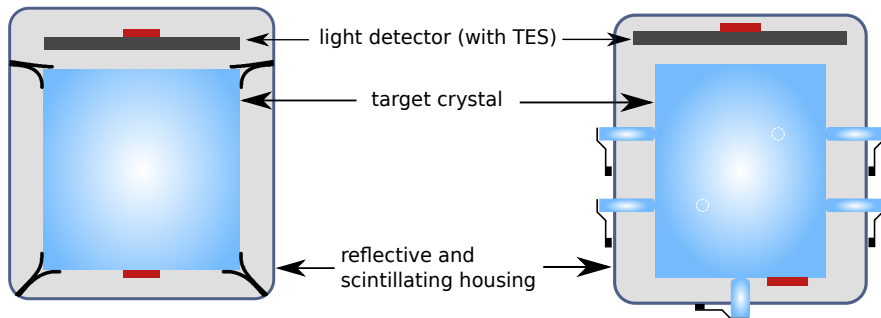 light detector (with TES)
target crystal
reflective and
scintillating housing